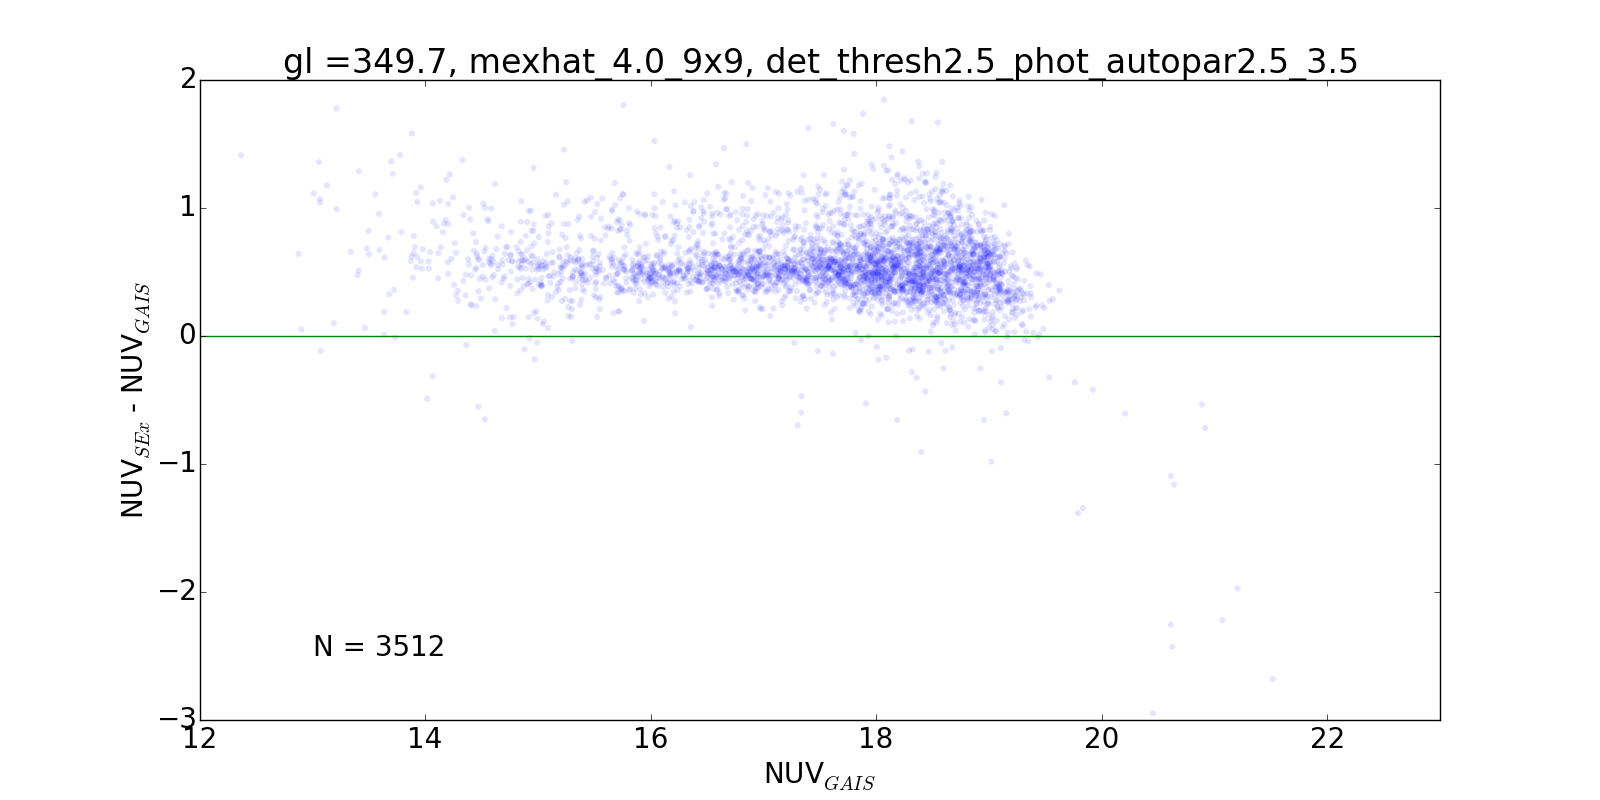 gl =349.7, mexhat_4.0_9x9, det_thresh2.5_phot_autopar2.5_3.5
2
1
0
−1
−2
−3
NUV_SEx - NUV_GAIS
N = 3512
12 14 16 18 20 22
NUV_GAIS